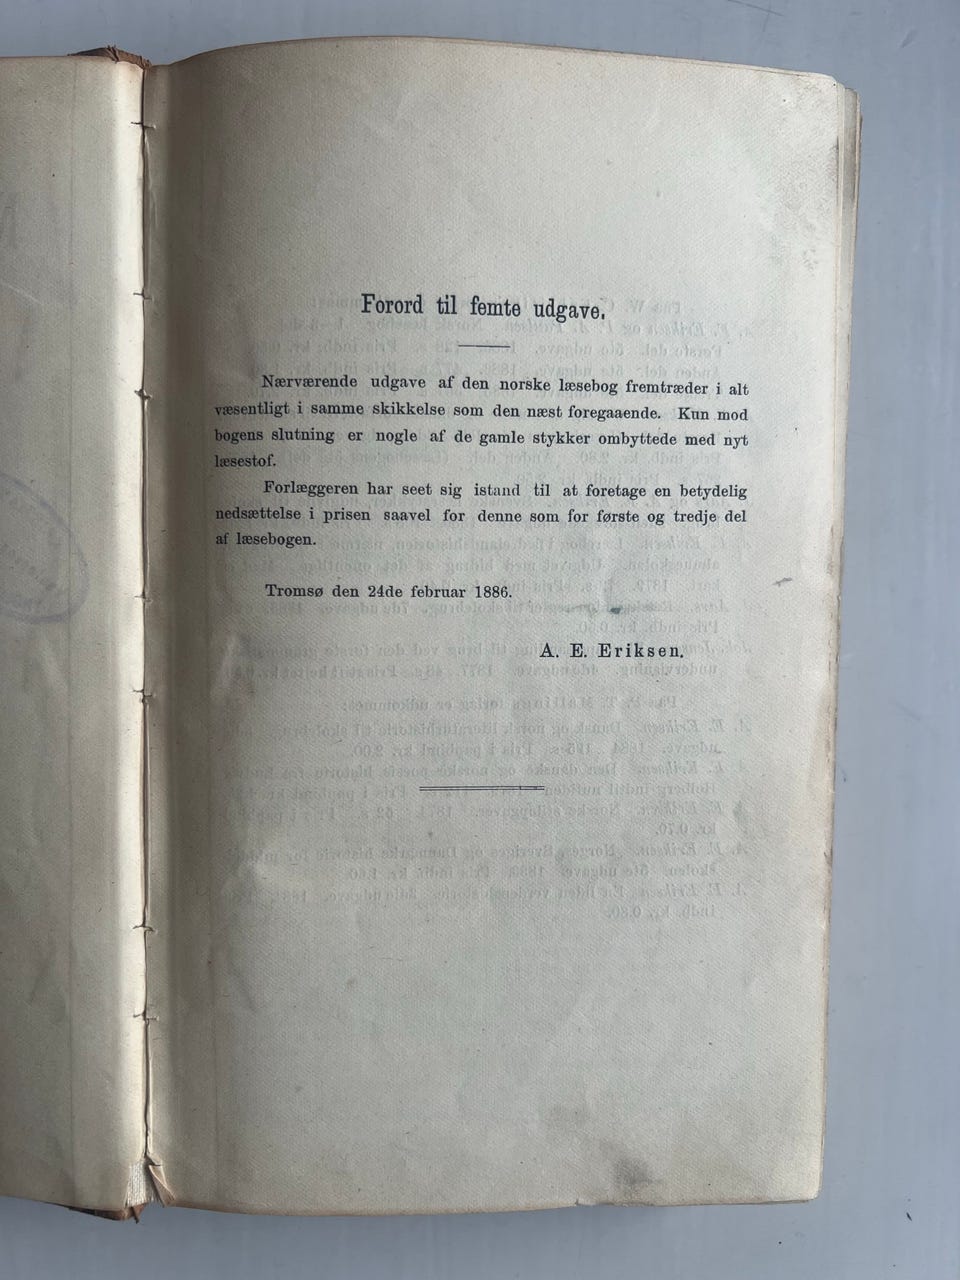 Forord til femte udgave.
Nærværende udgave af den norske læsebog fremtræder i alt
væsentligt i samme skikkelse som den næst foregaaende. Kun mod
bogens slutning er nogle af de gamle stykker ombyttede med nyt
læsestof.
Forlæggeren har seet sig istand til at foretage en betydelig
nedsættelse i prisen saavel for denne som for første og tredje del
af læsebogen.
Tromsø den 24de februar 1886.
A. E. Eriksen.